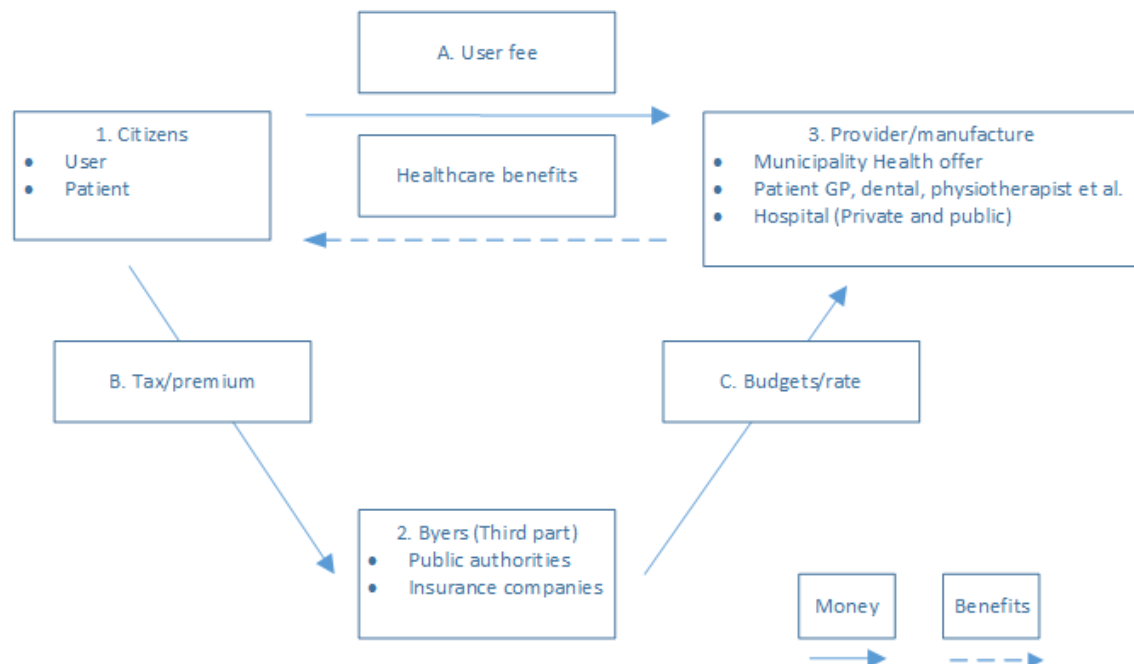 A. User fee
1. Citizens
• User
• Patient
Healthcare benefits
3. Provider/manufacture
• Municipality Health offer
• Patient GP, dental, physiotherapist et al.
• Hospital (Private and public)
B. Tax/premium
C. Budgets/rate
2. Byers (Third part)
• Public authorities
• Insurance companies
Money
Benefits